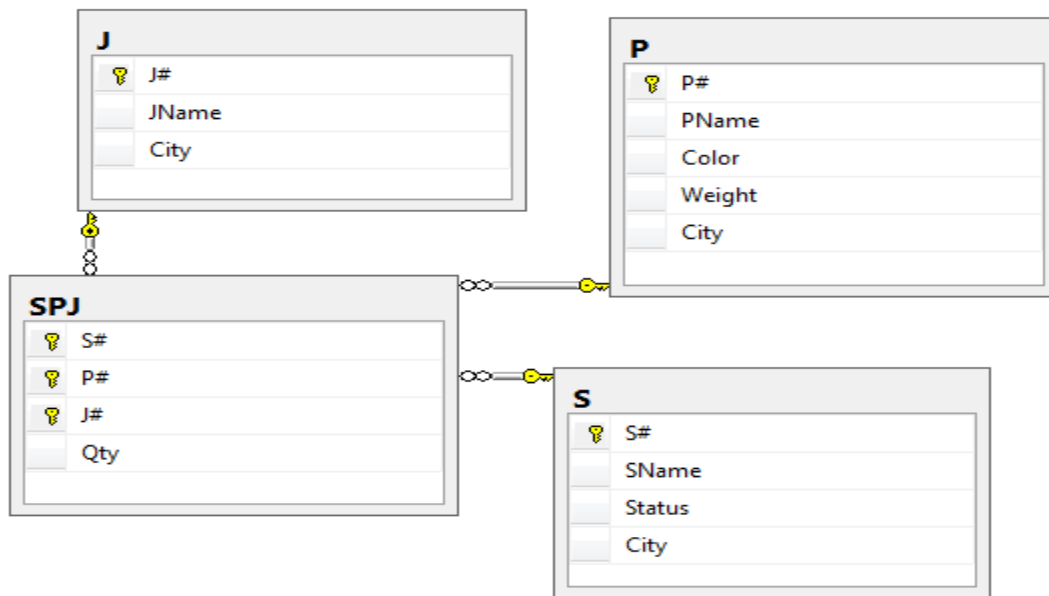 J
J#
JName
City
P
P#
PName
Color
Weight
City
SPJ
S#
P#
J#
Qty
S
S#
SName
Status
City